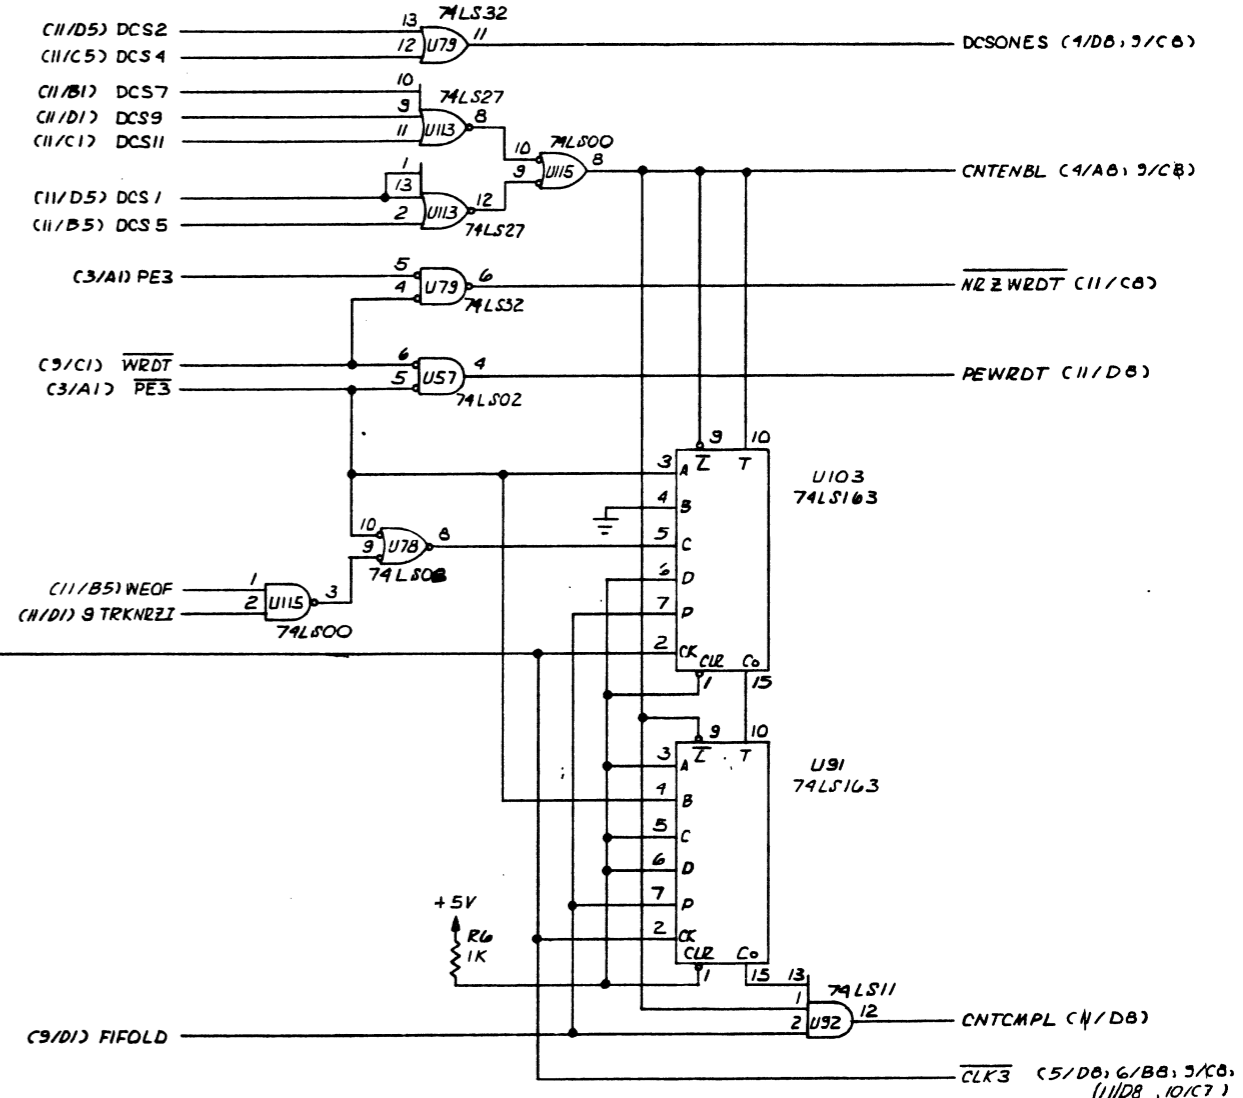 74LS32
(11/D5) DCS2 13 11 DCSONES (4/D8, 9/C8)
U79
(11/C5) DCS4 12
(11/B1) DCS7 10
74LS27
(11/D1) DCS9 9 8
U113
(11/C1) DCS11 11
74LS00
10 8
U115 CNTENBL (4/A8, 9/C8)
9
1
13
(11/D5) DCS1 12
U113
(11/B5) DCS5 2
74LS27
(3/A1) PE3 5 6 NRZWRDT (11/C8)
U79
4
74LS32
(9/C1) WRDT 6 4
U57 PEWRDT (11/D8)
(3/A1) PE3 5
74LS02
9 10
L T
3 A U103
74LS163
4 B
10 8 5 C
U78
9
74LS08
6 D
(11/B5) WEOF 1 3
U115
(11/D1) 9 TRKNRZI 2
74LS00
7 P
2 CK
CLR Co
1 15
9 10
L T
3 A U91
74LS163
4 B
5 C
6 D
7 P
+5V
R6
1K
2 CK
CLR Co
1 15 13
74LS11
1 12
U92 CNTCMPL (11/D8)
(9/D1) FIFOLD 2
CLK3 (5/D8, 6/B8, 9/C8,
(11/D8, 10/C7)